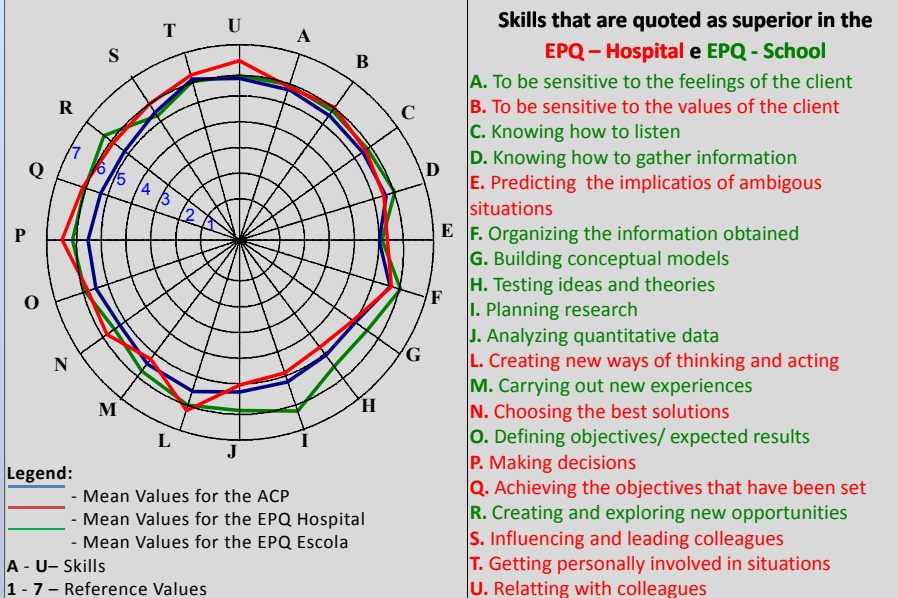 U
T
A
S
B
R
C
Q
D
7
6
5
4
3
2
1
P
E
O
F
N
G
M
H
L
I
J
Legend:
- Mean Values for the ACP
- Mean Values for the EPQ Hospital
- Mean Values for the EPQ Escola
A - U– Skills
1 - 7 – Reference Values
Skills that are quoted as superior in the
EPQ – Hospital e EPQ - School
A. To be sensitive to the feelings of the client
B. To be sensitive to the values of the client
C. Knowing how to listen
D. Knowing how to gather information
E. Predicting the implicatios of ambigous
situations
F. Organizing the information obtained
G. Building conceptual models
H. Testing ideas and theories
I. Planning research
J. Analyzing quantitative data
L. Creating new ways of thinking and acting
M. Carrying out new experiences
N. Choosing the best solutions
O. Defining objectives/ expected results
P. Making decisions
Q. Achieving the objectives that have been set
R. Creating and exploring new opportunities
S. Influencing and leading colleagues
T. Getting personally involved in situations
U. Relatting with colleagues